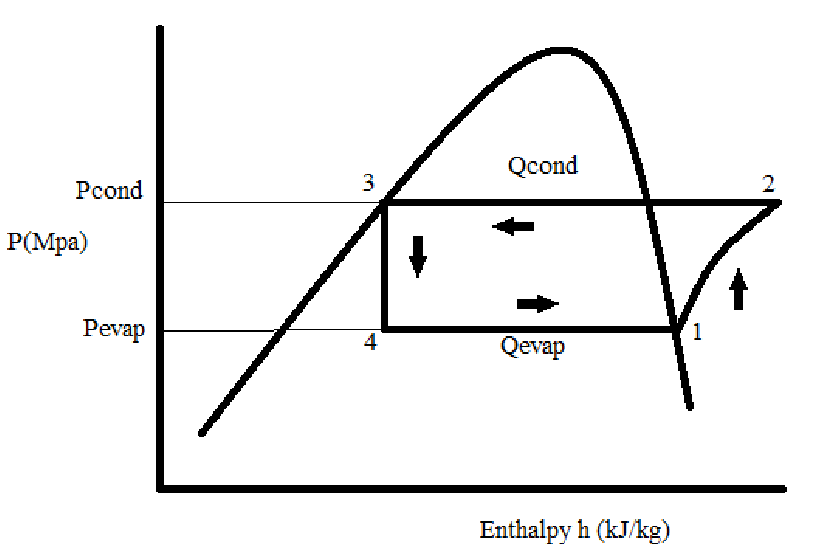 Qcond
3
2
Pcond
P(Mpa)
Pevap
4
Qevap
1
Enthalpy h (kJ/kg)